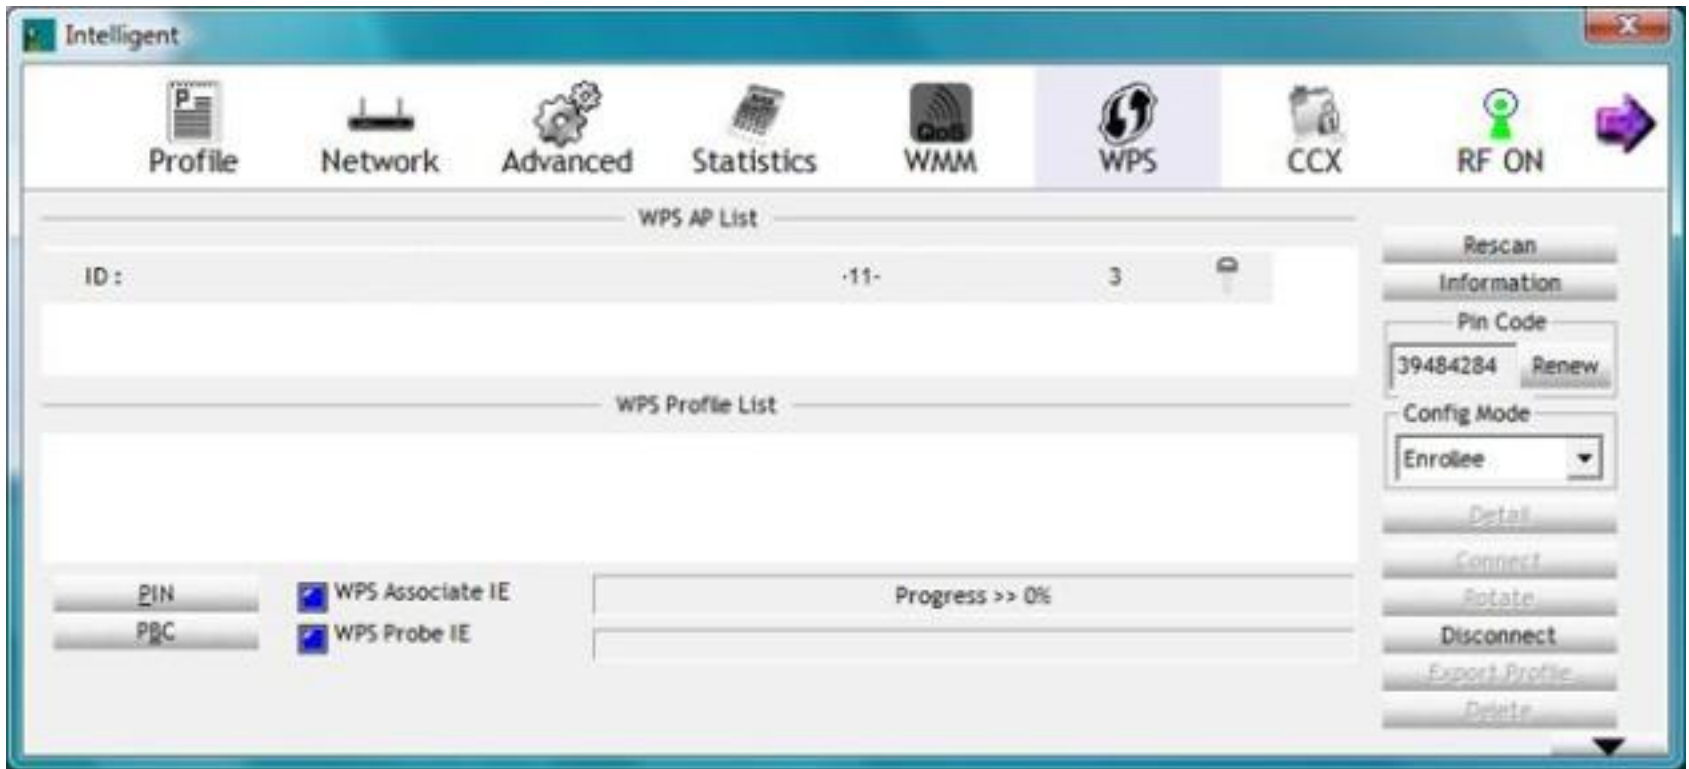 Intelligent
P
Profile
Network
Advanced
Statistics
QoS
WMM
WPS
CCX
RF ON
WPS AP List
ID :
-11-
3
Rescan
Information
Pin Code
39484284
Renew
WPS Profile List
Config Mode
Enrollee
Detail
Connect
PIN
WPS Associate IE
Progress >> 0%
Rotate
PBC
WPS Probe IE
Disconnect
Export Profile
Delete